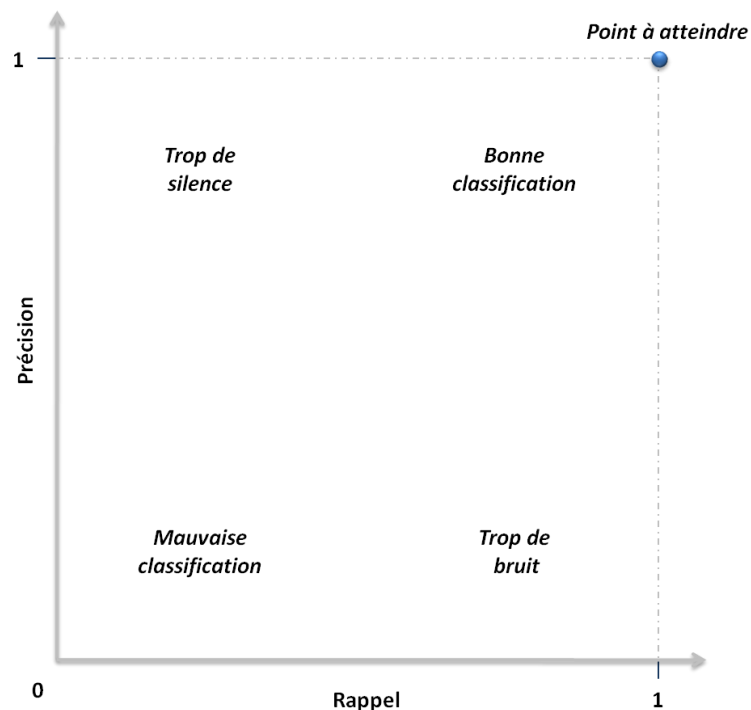 Point à atteindre
1
Trop de
silence
Bonne
classification
Précision
Mauvaise
classification
Trop de
bruit
0
Rappel
1